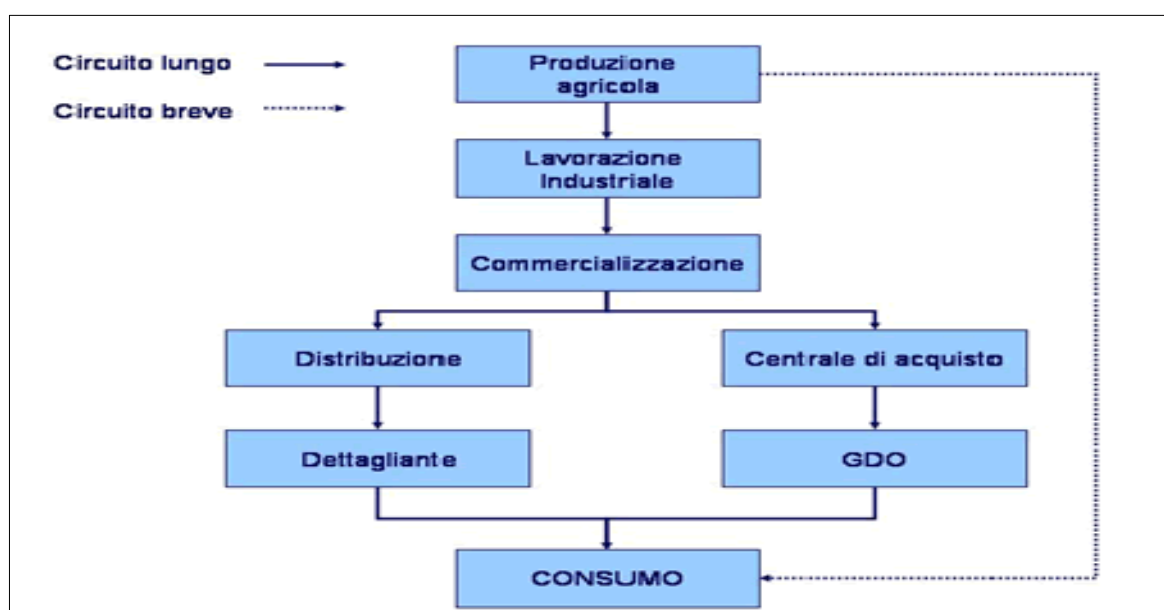 Circuito lungo
Circuito breve
Produzione
agricola
Lavorazione
Industriale
Commercializzazione
Distribuzione
Centrale di acquisto
Dettagliante
GDO
CONSUMO